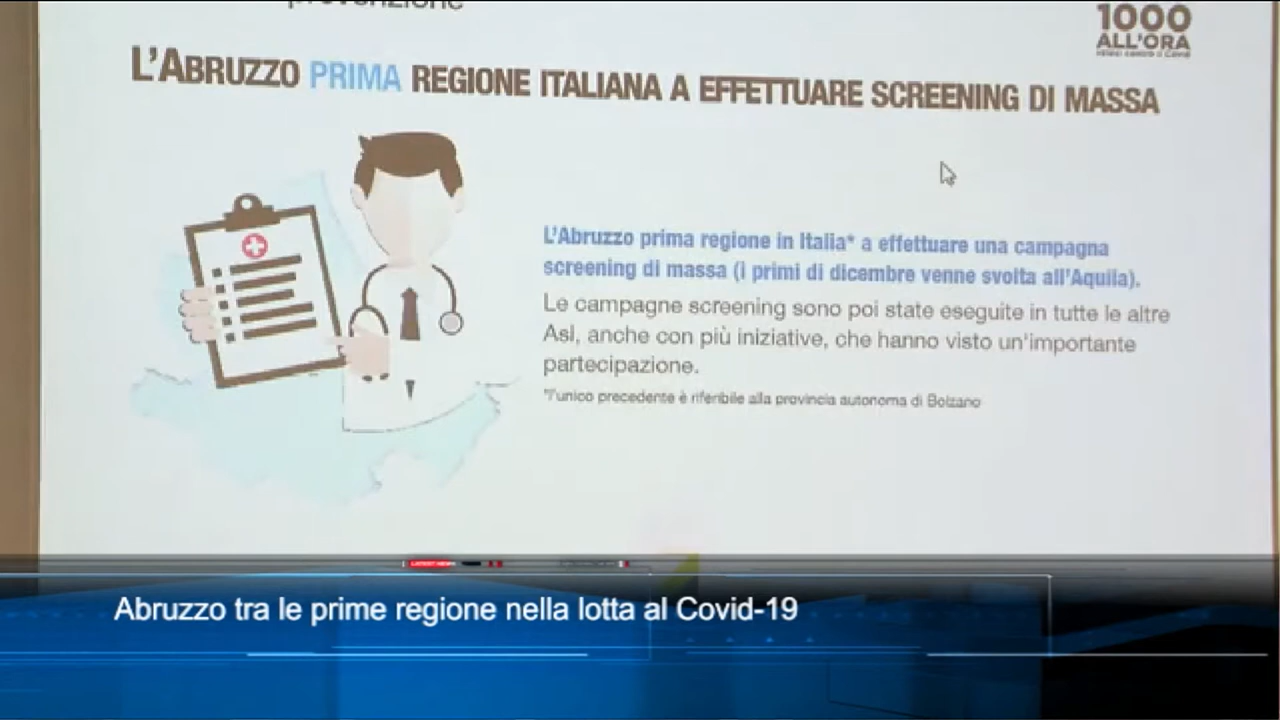 prevenzione
1000
ALL'ORA
L'ABRUZZO PRIMA REGIONE ITALIANA A EFFETTUARE SCREENING DI MASSA
L'Abruzzo prima regione in Italia* a effettuare una campagna
screening di massa (i primi di dicembre venne svolta all'Aquila).
Le campagne screening sono poi state eseguite in tutte le altre
Asl, anche con più iniziative, che hanno visto un'importante
partecipazione.
*l'unico precedente è riferibile alla provincia autonoma di Bolzano
LATEST NEWS
Abruzzo tra le prime regione nella lotta al Covid-19